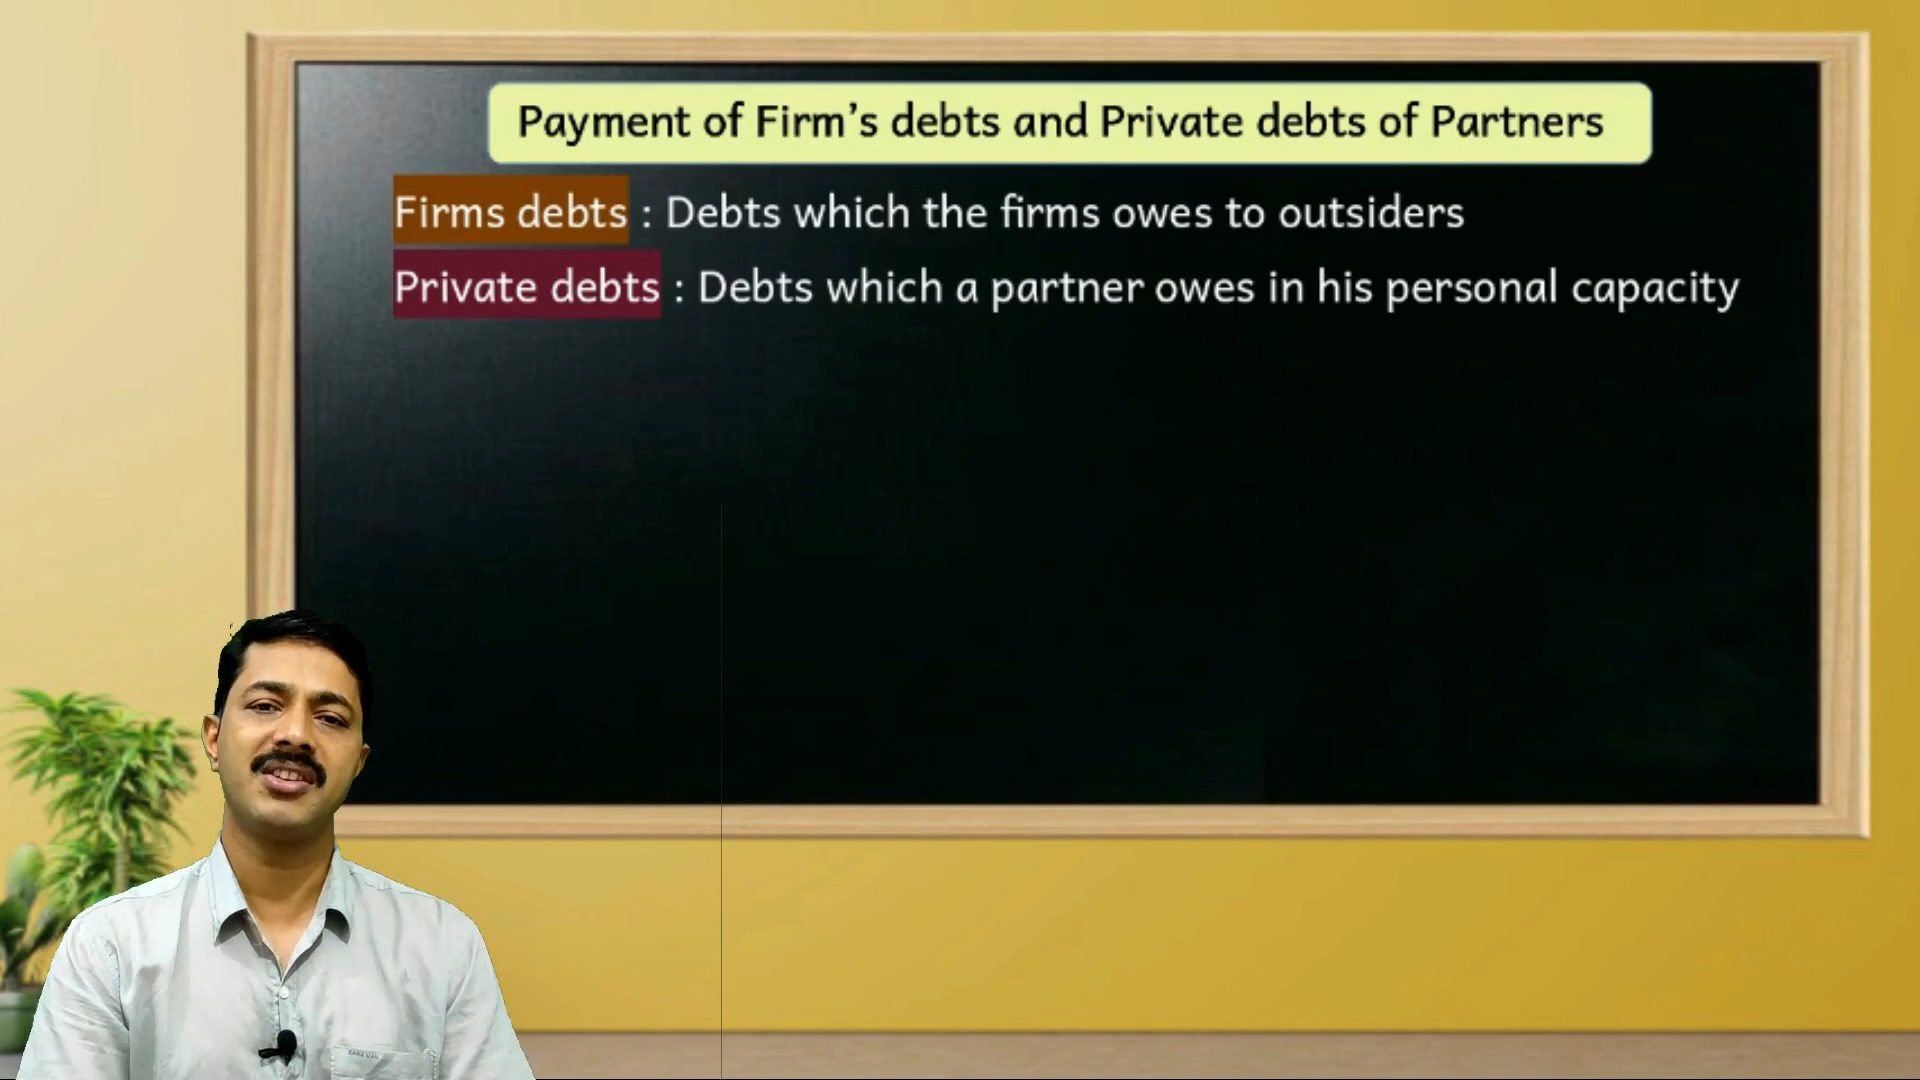 Payment of Firm’s debts and Private debts of Partners
Firms debts : Debts which the firms owes to outsiders
Private debts : Debts which a partner owes in his personal capacity